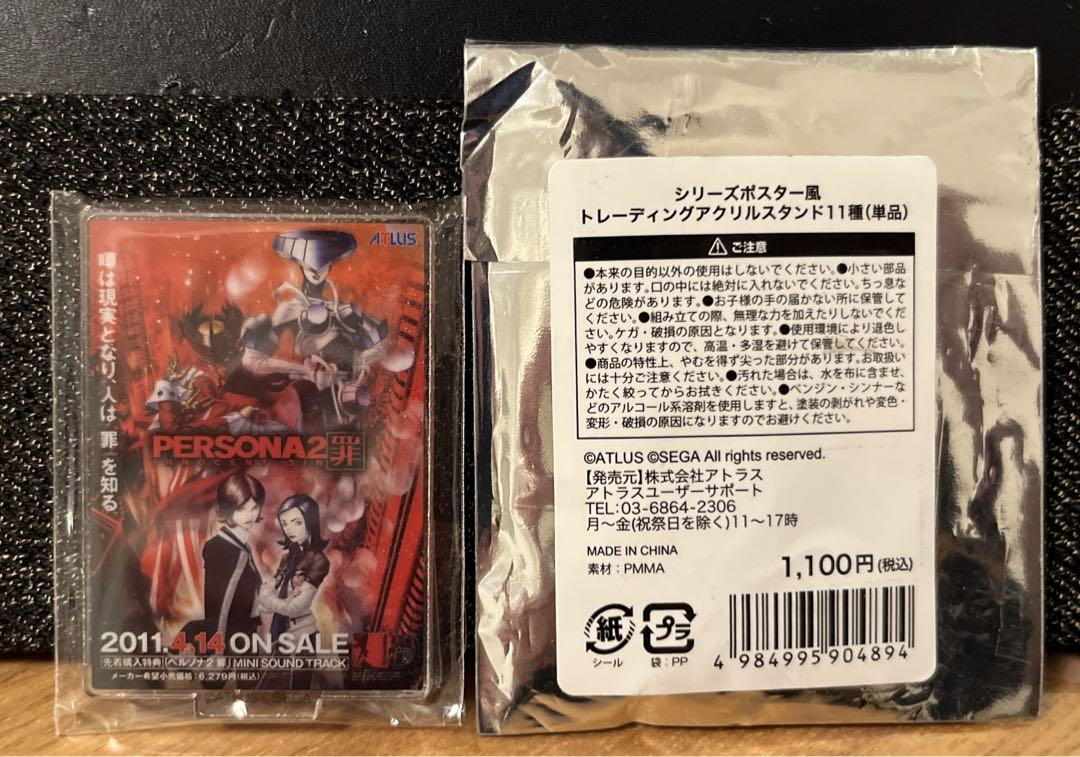 ATLUS
噂は現実となり、人は「罪」を知る。
PERSONA2 罪
INNOCENT SIN
2011.4.14 ON SALE
先着購入特典「ペルソナ2 罪」MINI SOUND TRACK
メーカー希望小売価格：6,279円(税込)
シリーズポスター風
トレーディングアクリルスタンド11種(単品)
ご注意
●本来の目的以外の使用はしないでください。●小さい部品
があります。口の中には絶対に入れないでください。ちっ息な
どの危険があります。●お子様の手の届かない所に保管して
ください。●組み立ての際、無理な力を加えたりしないでくだ
さい。ケガ・破損の原因となります。●使用環境により退色し
やすくなりますので、高温・多湿を避けて保管してください。
●商品の特性上、やむを得ず尖った部分があります。お取扱い
には十分ご注意ください。●汚れた場合は、水を布に含ませ、
かたく絞ってからお拭きください。●ベンジン・シンナーな
どのアルコール系溶剤を使用しますと、塗装の剥がれや変色・
変形・破損の原因になりますのでお避けください。
©ATLUS ©SEGA All rights reserved.
【発売元】株式会社アトラス
アトラスユーザーサポート
TEL:03-6864-2306
月～金(祝祭日を除く)11～17時
MADE IN CHINA
素材：PMMA
1,100円(税込)
紙
シール
プラ
袋：PP
4 984995 904894